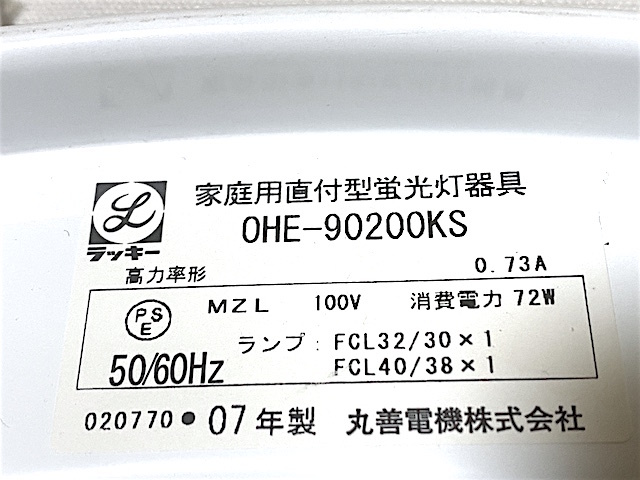 家庭用直付型蛍光灯器具
OHE-90200KS
ラッキー
高力率形
0.73A
PSE
MZL 100V 消費電力 72W
50/60Hz
ランプ : FCL32/30×1
FCL40/38×1
020770 ● 07年製 丸善電機株式会社